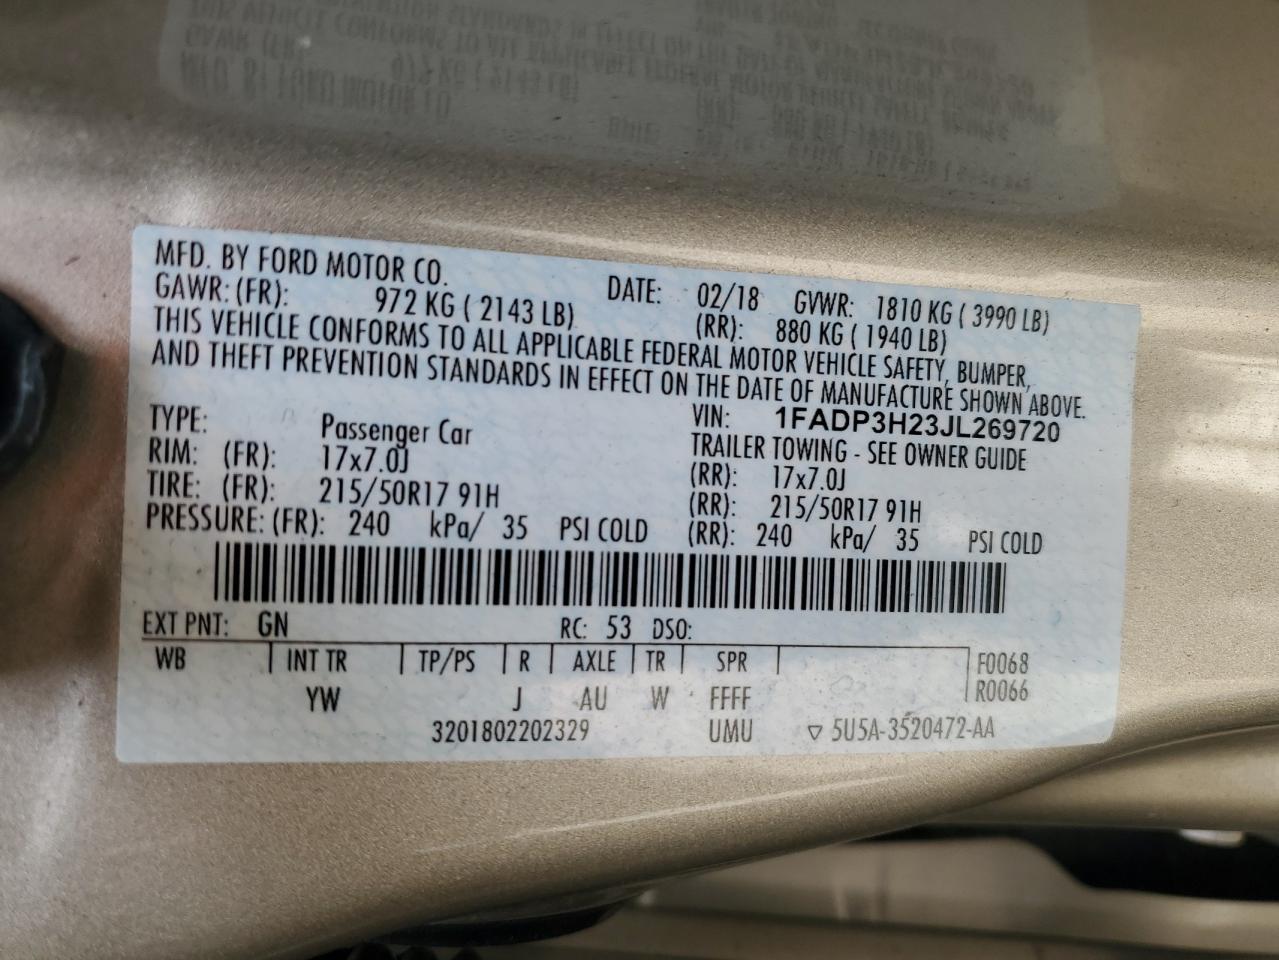 MFD. BY FORD MOTOR CO. DATE: 02/18 GVWR: 1810 KG ( 3990 LB)
GAWR: (FR): 972 KG ( 2143 LB) (RR): 880 KG ( 1940 LB)
THIS VEHICLE CONFORMS TO ALL APPLICABLE FEDERAL MOTOR VEHICLE SAFETY, BUMPER,
AND THEFT PREVENTION STANDARDS IN EFFECT ON THE DATE OF MANUFACTURE SHOWN ABOVE.
VIN: 1FADP3H23JL269720
TYPE: Passenger Car TRAILER TOWING - SEE OWNER GUIDE
RIM: (FR): 17x7.0J (RR): 17x7.0J
TIRE: (FR): 215/50R17 91H (RR): 215/50R17 91H
PRESSURE: (FR): 240 kPa/ 35 PSI COLD (RR): 240 kPa/ 35 PSI COLD
EXT PNT: GN RC: 53 DSO:
WB INT TR TP/PS R AXLE TR SPR F0068
YW J AU W FFFF R0066
3201802202329 UMU ▽ 5U5A-3520472-AA